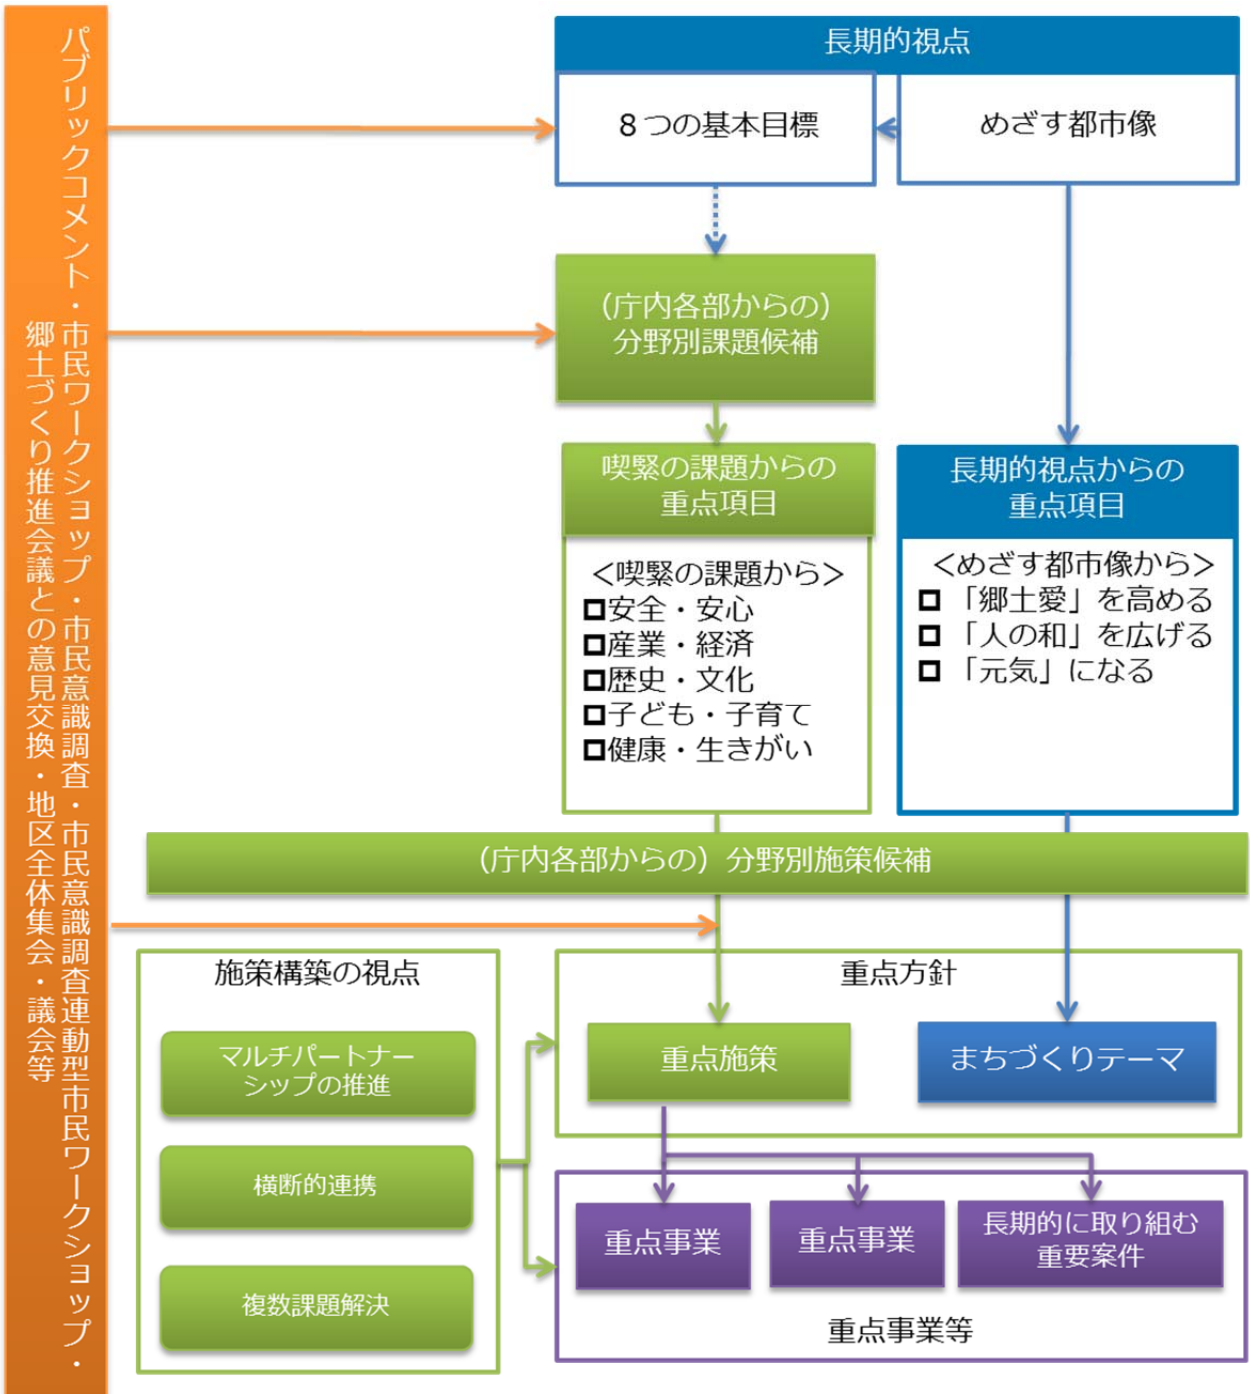 パブリックコメント・市民ワークショップ・市民意識調査・市民意識調査連動型市民ワークショップ・
郷土づくり推進会議との意見交換・地区全体集会・議会等
長期的視点
８つの基本目標
めざす都市像
（庁内各部からの）
分野別課題候補
喫緊の課題からの
重点項目
＜喫緊の課題から＞
□安全・安心
□産業・経済
□歴史・文化
□子ども・子育て
□健康・生きがい
長期的視点からの
重点項目
＜めざす都市像から＞
□「郷土愛」を高める
□「人の和」を広げる
□「元気」になる
（庁内各部からの）分野別施策候補
施策構築の視点
マルチパートナー
シップの推進
横断的連携
複数課題解決
重点方針
重点施策
まちづくりテーマ
重点事業
重点事業
長期的に取り組む
重要案件
重点事業等